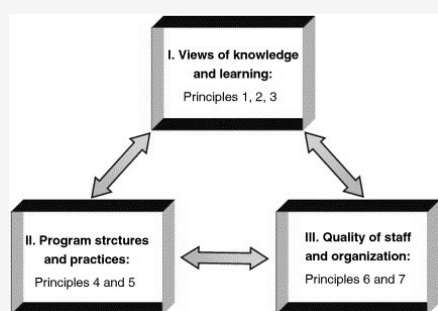 I. Views of knowledge
and learning:
Principles 1, 2, 3
II. Program strctures
and practices:
Principles 4 and 5
III. Quality of staff
and organization:
Principles 6 and 7